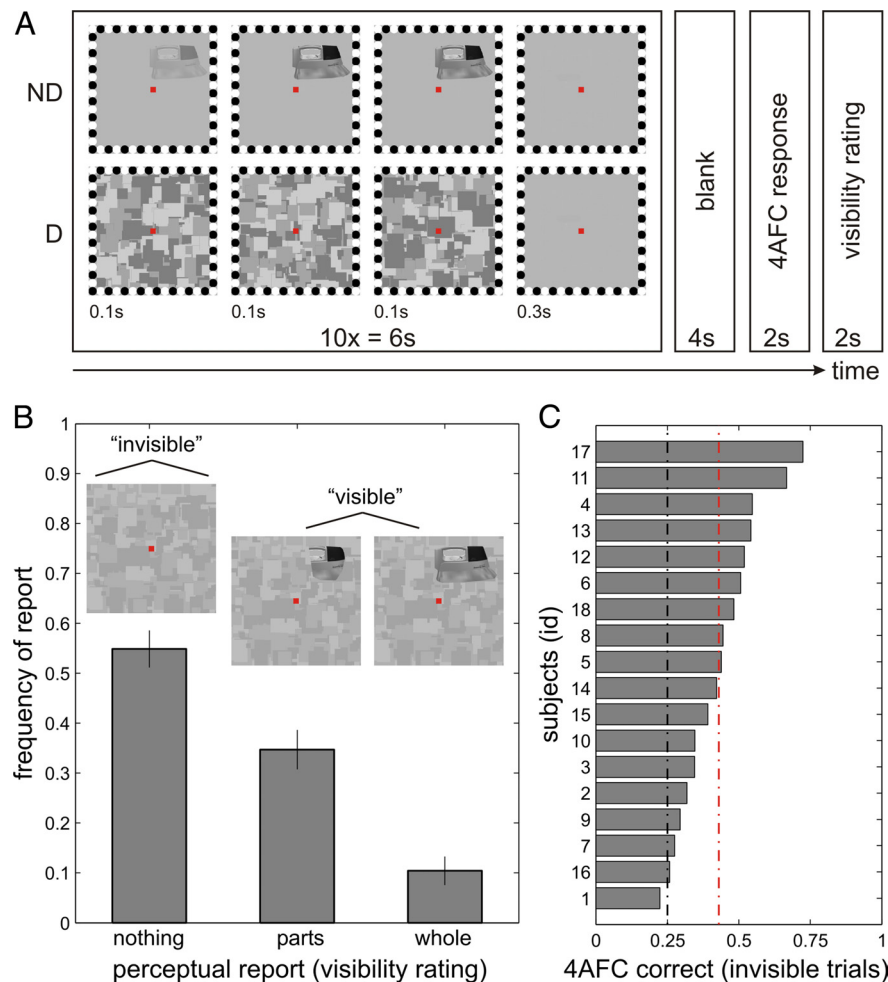 A
ND
D
0.1s 0.1s 0.1s 0.3s
10x = 6s
blank
4s
4AFC response
2s
visibility rating
2s
time
B
1
0.9
0.8
0.7
0.6
0.5
0.4
0.3
0.2
0.1
0
frequency of report
"invisible"
"visible"
nothing parts whole
perceptual report (visibility rating)
C
subjects (id)
17
11
4
13
12
6
18
8
5
14
15
10
3
2
9
7
16
1
0 0.25 0.5 0.75 1
4AFC correct (invisible trials)